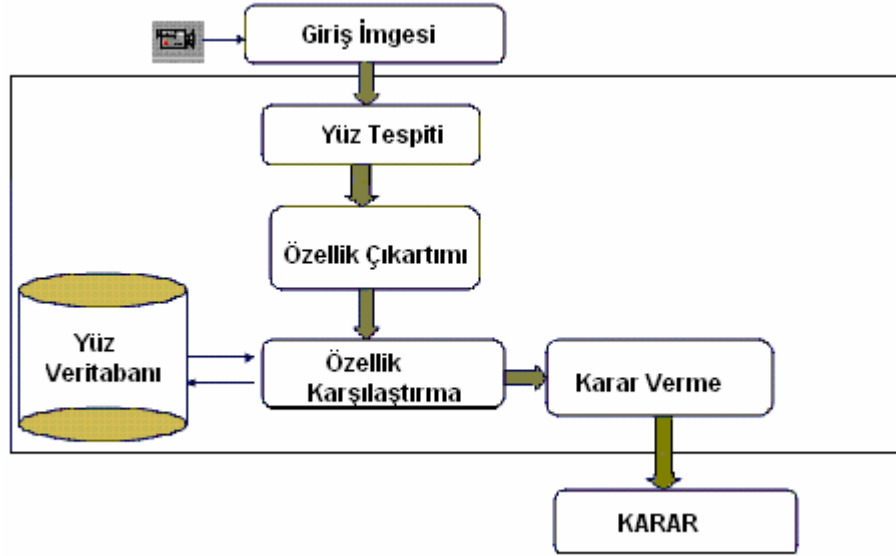 Giriş İmgesi
Yüz Tespiti
Özellik Çıkartımı
Yüz
Veritabanı
Özellik
Karşılaştırma
Karar Verme
KARAR